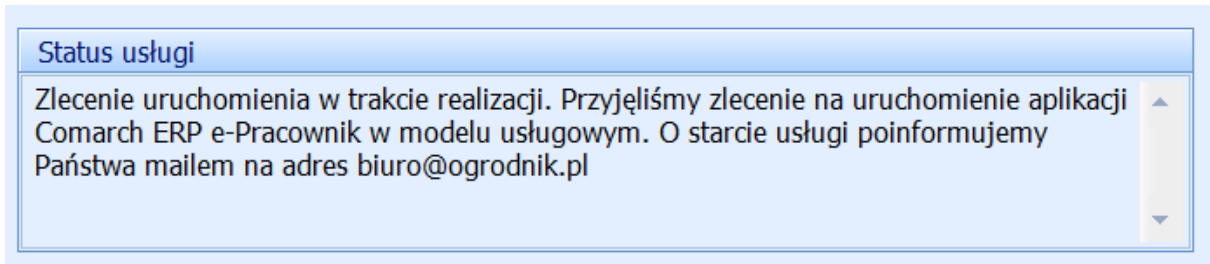 Status usługi
Zlecenie uruchomienia w trakcie realizacji. Przyjęliśmy zlecenie na uruchomienie aplikacji
Comarch ERP e-Pracownik w modelu usługowym. O starcie usługi poinformujemy
Państwa mailem na adres biuro@ogrodnik.pl